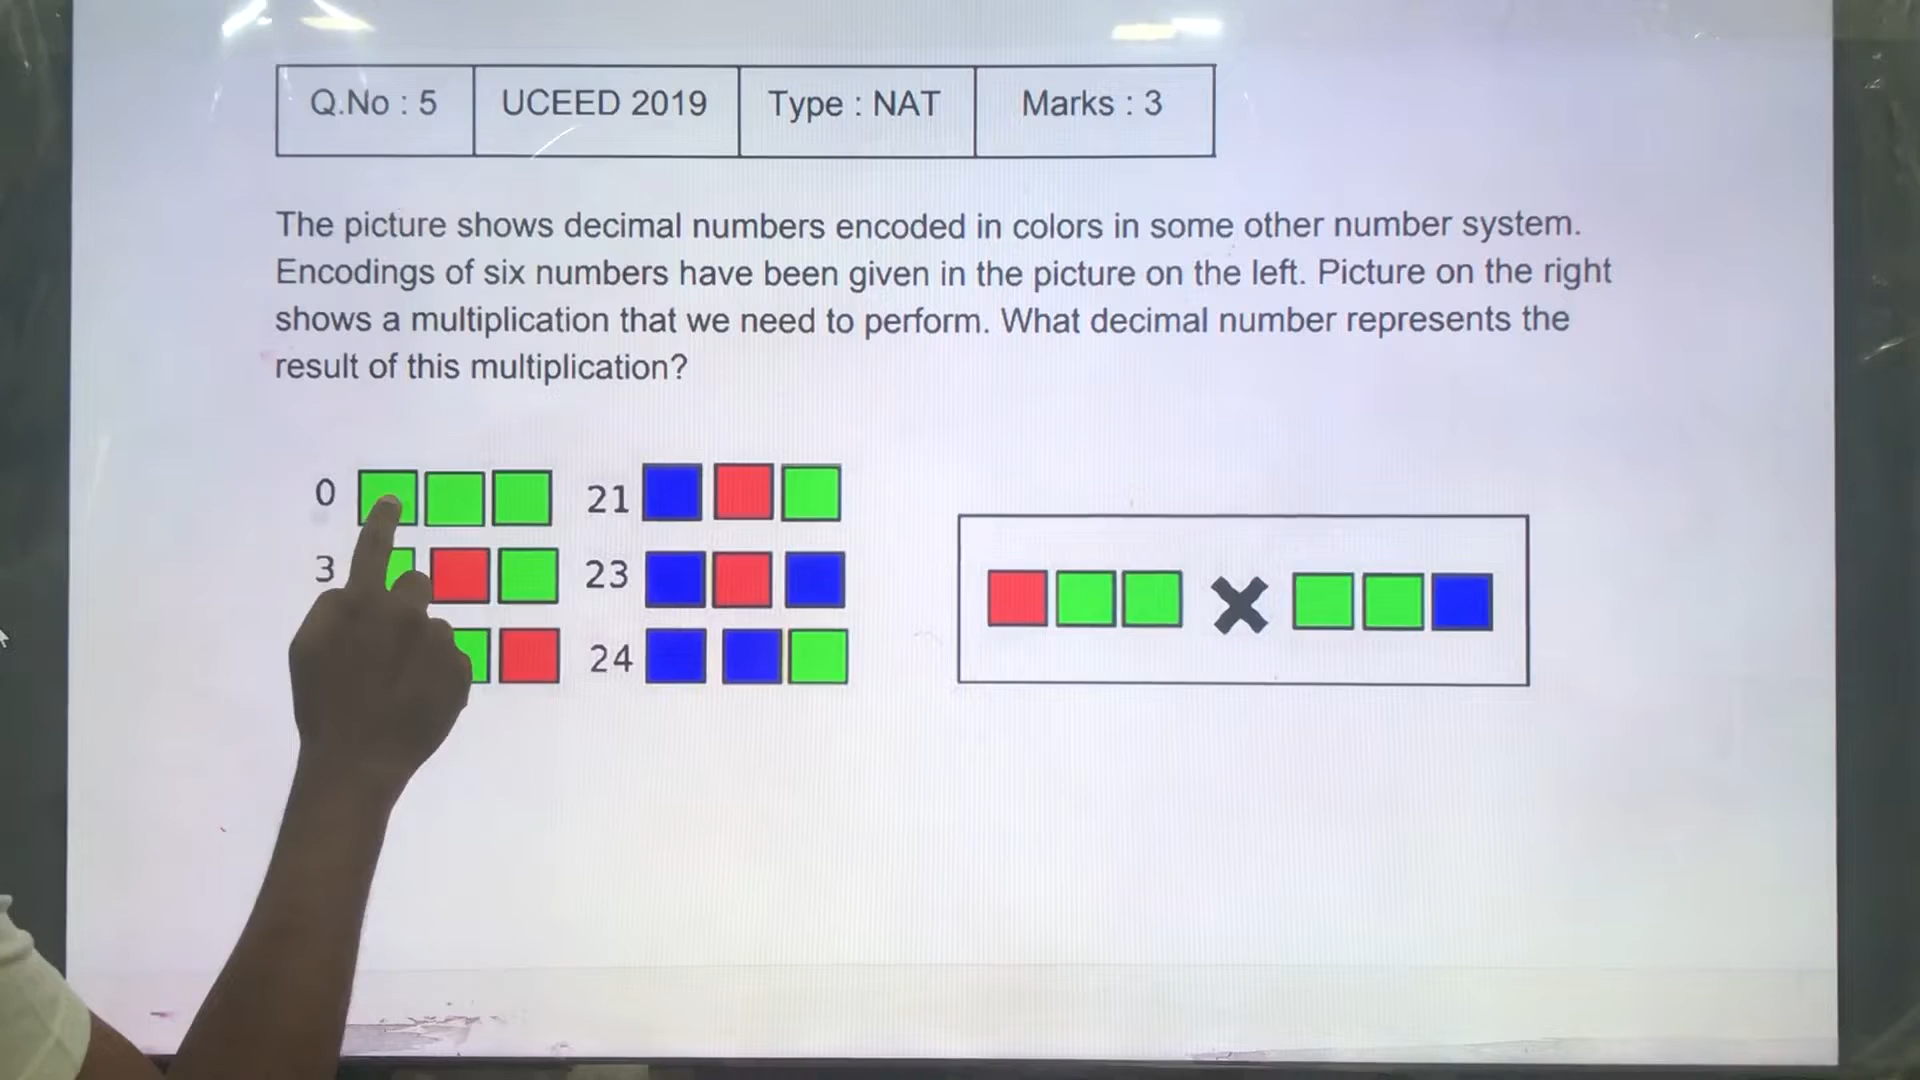 Q.No : 5 UCEED 2019 Type : NAT Marks : 3
The picture shows decimal numbers encoded in colors in some other number system.
Encodings of six numbers have been given in the picture on the left. Picture on the right
shows a multiplication that we need to perform. What decimal number represents the
result of this multiplication?
0 21
3 23
24